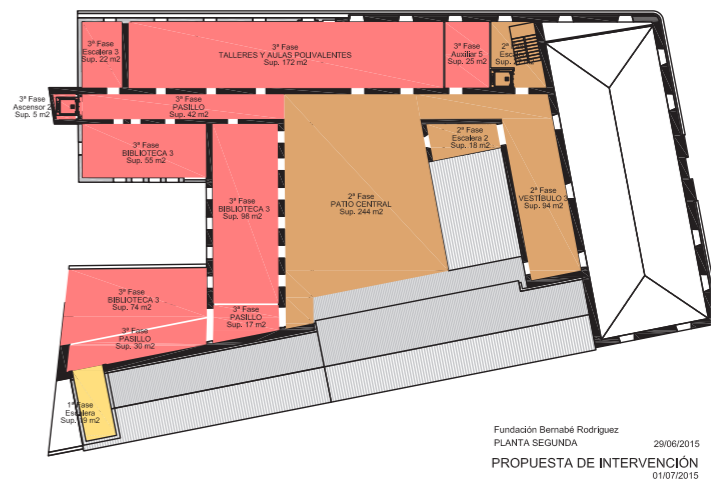 3ª Fase
Escalera 3
Sup. 22 m2
3ª Fase
TALLERES Y AULAS POLIVALENTES
Sup. 172 m2
3ª Fase
Auxiliar 5
Sup. 25 m2
2ª Fase
3ª Fase
Ascensor 2
Sup. 5 m2
3ª Fase
PASILLO
Sup. 42 m2
3ª Fase
BIBLIOTECA 3
Sup. 55 m2
2ª Fase
Escalera 2
Sup. 18 m2
3ª Fase
BIBLIOTECA 3
Sup. 98 m2
2ª Fase
PATIO CENTRAL
Sup. 244 m2
2ª Fase
VESTÍBULO 3
Sup. 94 m2
3ª Fase
BIBLIOTECA 3
Sup. 74 m2
3ª Fase
PASILLO
Sup. 30 m2
3ª Fase
PASILLO
Sup. 17 m2
1ª Fase
Escalera
Sup. m2
Fundación Bernabé Rodríguez
PLANTA SEGUNDA 29/06/2015
PROPUESTA DE INTERVENCIÓN
01/07/2015